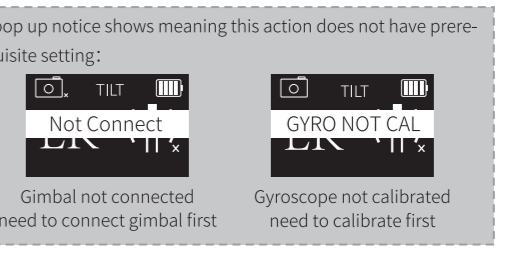 pop up notice shows meaning this action does not have prere-
uisite setting：
TILT
Not Connect
TILT
GYRO NOT CAL
Gimbal not connected
need to connect gimbal first
Gyroscope not calibrated
need to calibrate first